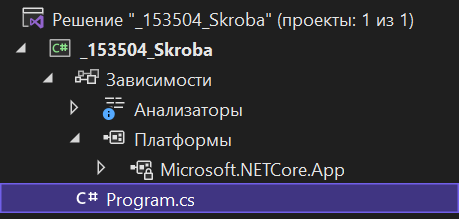 Решение "_153504_Skroba" (проекты: 1 из 1)
C# _153504_Skroba
Зависимости
Анализаторы
Платформы
Microsoft.NETCore.App
C# Program.cs